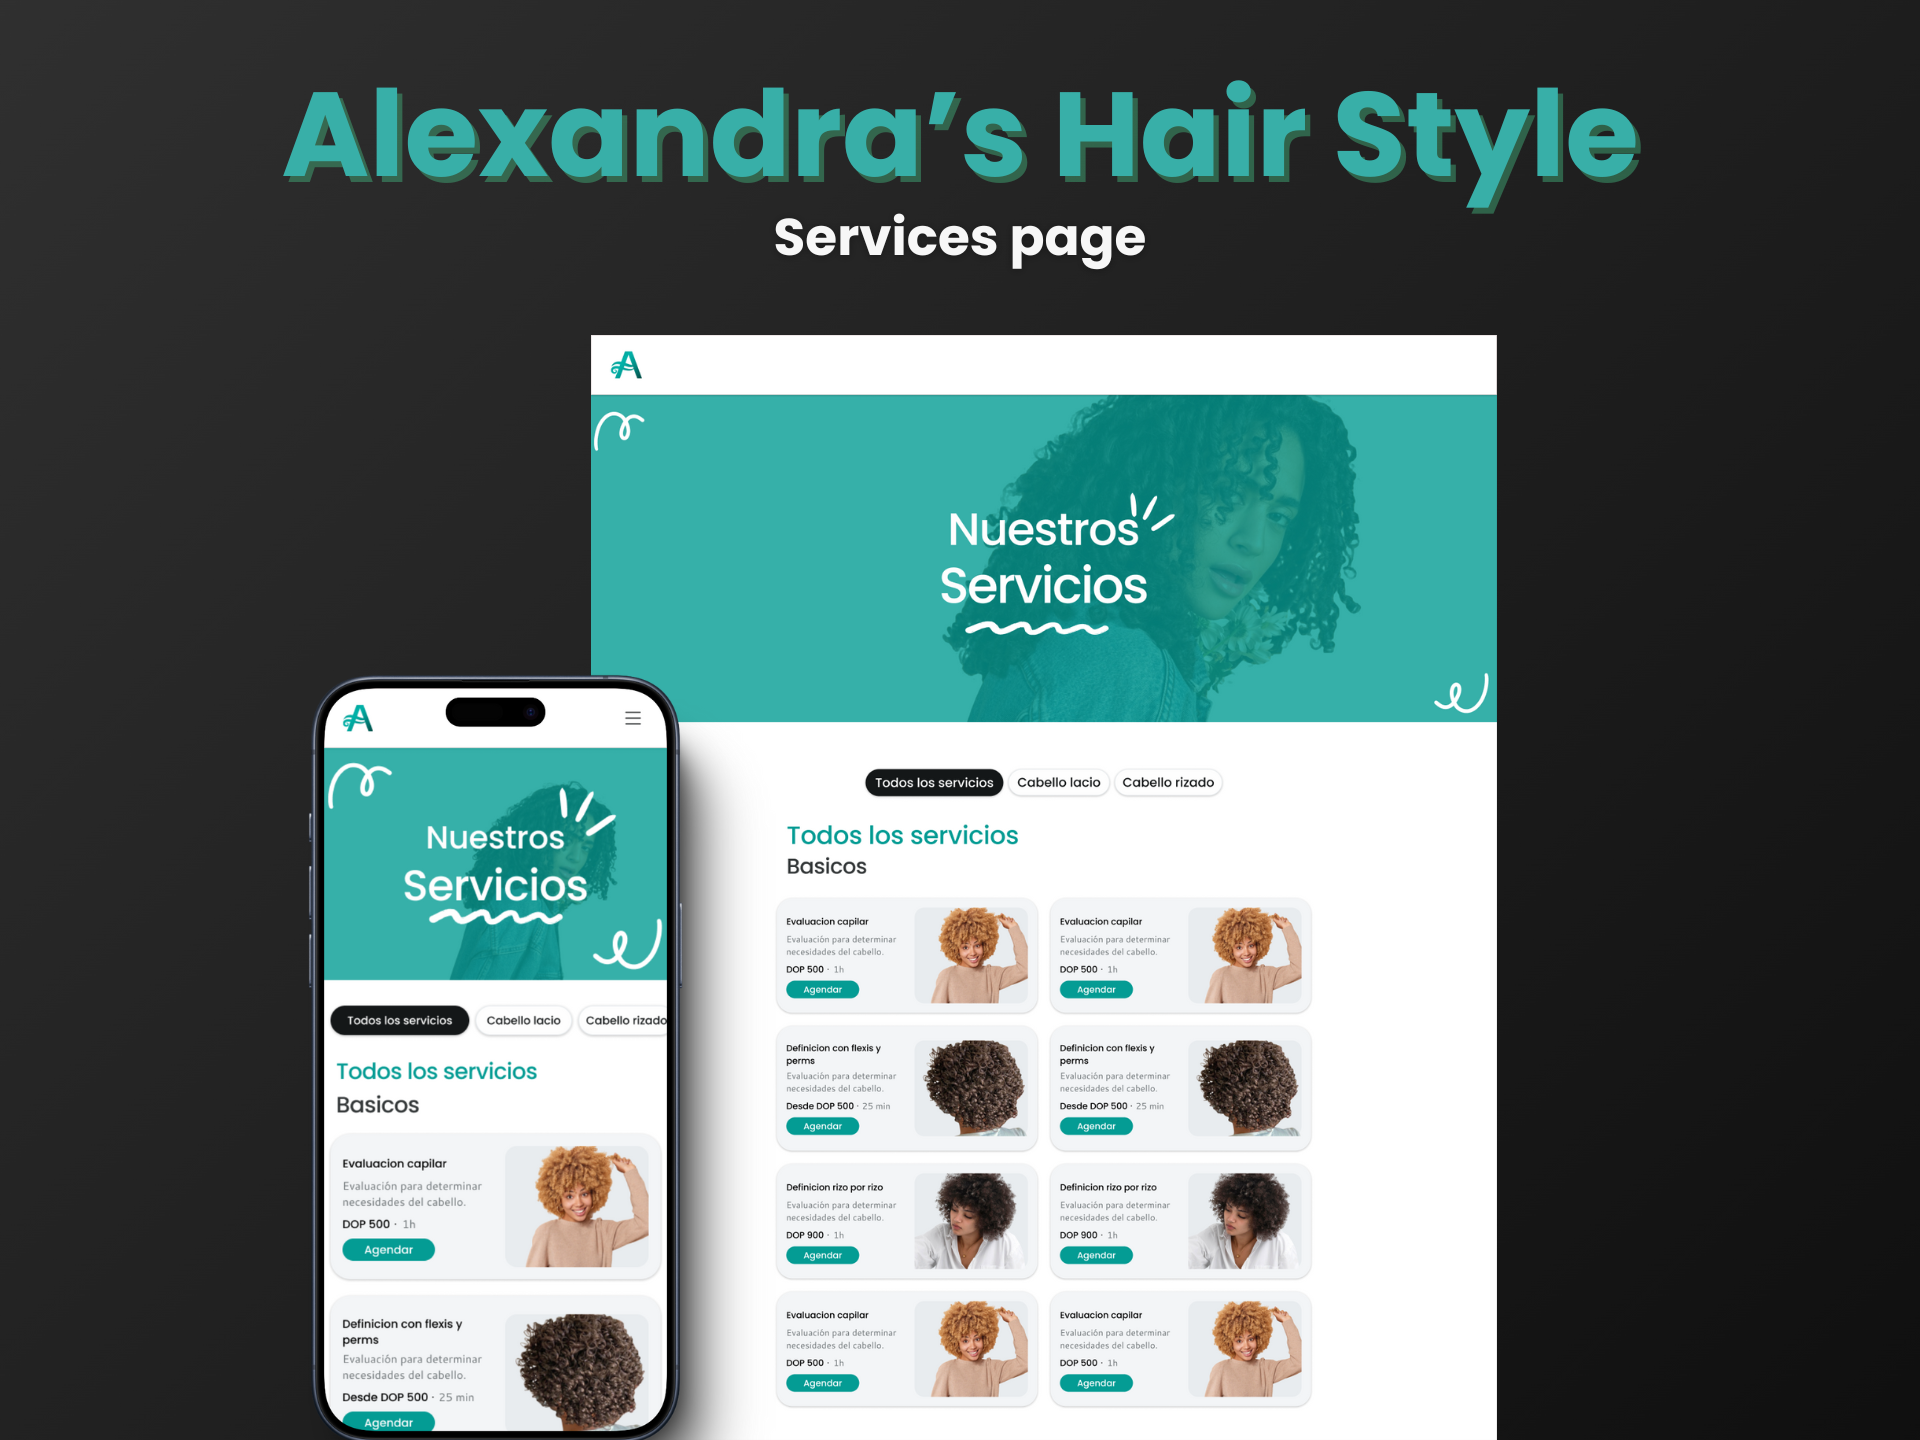 Alexandra’s Hair Style
Services page
A
Nuestros
Servicios
Todos los servicios
Cabello lacio
Cabello rizado
Todos los servicios
Basicos
Evaluacion capilar
Evaluación para determinar
necesidades del cabello.
DOP 500 · 1h
Agendar
Evaluacion capilar
Evaluación para determinar
necesidades del cabello.
DOP 500 · 1h
Agendar
Definicion con flexis y
perms
Evaluación para determinar
necesidades del cabello.
Desde DOP 500 · 25 min
Agendar
Definicion con flexis y
perms
Evaluación para determinar
necesidades del cabello.
Desde DOP 500 · 25 min
Agendar
Definicion rizo por rizo
Evaluación para determinar
necesidades del cabello.
DOP 900 · 1h
Agendar
Definicion rizo por rizo
Evaluación para determinar
necesidades del cabello.
DOP 900 · 1h
Agendar
Evaluacion capilar
Evaluación para determinar
necesidades del cabello.
DOP 500 · 1h
Agendar
Evaluacion capilar
Evaluación para determinar
necesidades del cabello.
DOP 500 · 1h
Agendar
A
Nuestros
Servicios
Todos los servicios
Cabello lacio
Cabello rizado
Todos los servicios
Basicos
Evaluacion capilar
Evaluación para determinar
necesidades del cabello.
DOP 500 · 1h
Agendar
Definicion con flexis y
perms
Evaluación para determinar
necesidades del cabello.
Desde DOP 500 · 25 min
Agendar